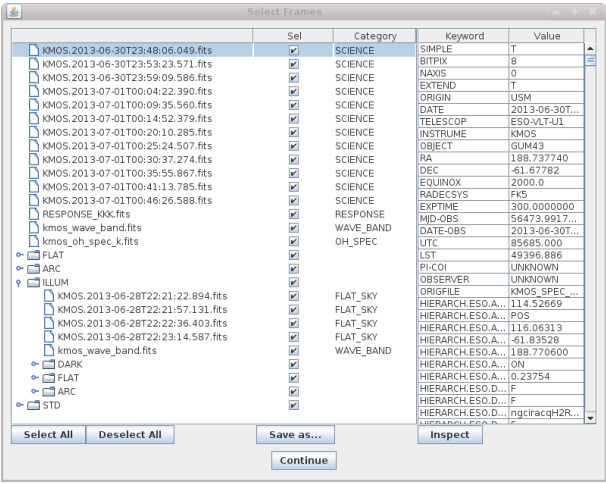 Select Frames
Sel Category Keyword Value
KMOS.2013-06-30T23:48:06.049.fits SCIENCE SIMPLE T
KMOS.2013-06-30T23:53:23.571.fits SCIENCE BITPIX 8
KMOS.2013-06-30T23:59:09.586.fits SCIENCE NAXIS 0
KMOS.2013-07-01T00:04:22.390.fits SCIENCE EXTEND T
KMOS.2013-07-01T00:09:35.560.fits SCIENCE ORIGIN USM
KMOS.2013-07-01T00:14:52.379.fits SCIENCE DATE 2013-06-30T...
KMOS.2013-07-01T00:20:10.285.fits SCIENCE TELESCOP ESO-VLT-U1
KMOS.2013-07-01T00:25:24.507.fits SCIENCE INSTRUME KMOS
KMOS.2013-07-01T00:30:37.274.fits SCIENCE OBJECT GUM43
KMOS.2013-07-01T00:35:55.867.fits SCIENCE RA 188.737740
KMOS.2013-07-01T00:41:13.785.fits SCIENCE DEC -61.67782
KMOS.2013-07-01T00:46:26.588.fits SCIENCE EQUINOX 2000.0
RESPONSE_KKK.fits RESPONSE RADECSYS FK5
kmos_wave_band.fits WAVE_BAND EXPTIME 300.0000000
kmos_oh_spec_k.fits OH_SPEC MJD-OBS 56473.9917...
FLAT DATE-OBS 2013-06-30T...
ARC UTC 85685.000
ILLUM LST 49396.886
PI-COI UNKNOWN
OBSERVER UNKNOWN
KMOS.2013-06-28T22:21:22.894.fits FLAT_SKY ORIGFILE KMOS_SPEC_...
KMOS.2013-06-28T22:21:57.131.fits FLAT_SKY HIERARCH.ESO.A... 114.52669
KMOS.2013-06-28T22:22:36.403.fits FLAT_SKY HIERARCH.ESO.A... POS
KMOS.2013-06-28T22:23:14.587.fits FLAT_SKY HIERARCH.ESO.A... 116.06313
kmos_wave_band.fits WAVE_BAND HIERARCH.ESO.A... -61.83528
HIERARCH.ESO.A... 188.770600
DARK HIERARCH.ESO.A... ON
FLAT HIERARCH.ESO.A... 0.23754
ARC HIERARCH.ESO.D... F
STD HIERARCH.ESO.D... F
HIERARCH.ESO.D... ngciracqH2R...
Select All Deselect All Save as... Inspect
Continue